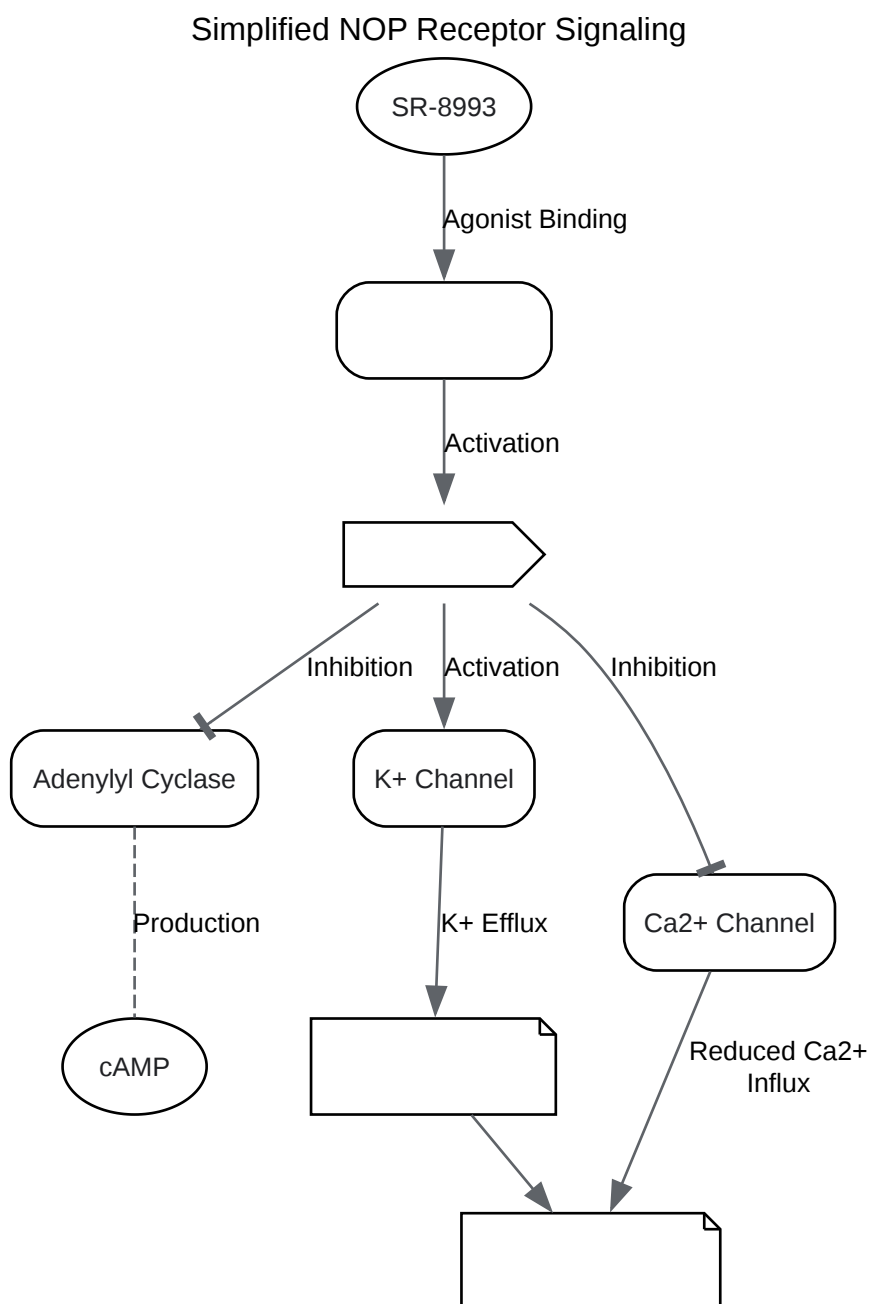 Simplified NOP Receptor Signaling
SR-8993
Agonist Binding
Activation
Inhibition
Activation
Inhibition
Adenylyl Cyclase
K+ Channel
Production
K+ Efflux
Ca2+ Channel
cAMP
Reduced Ca2+
Influx